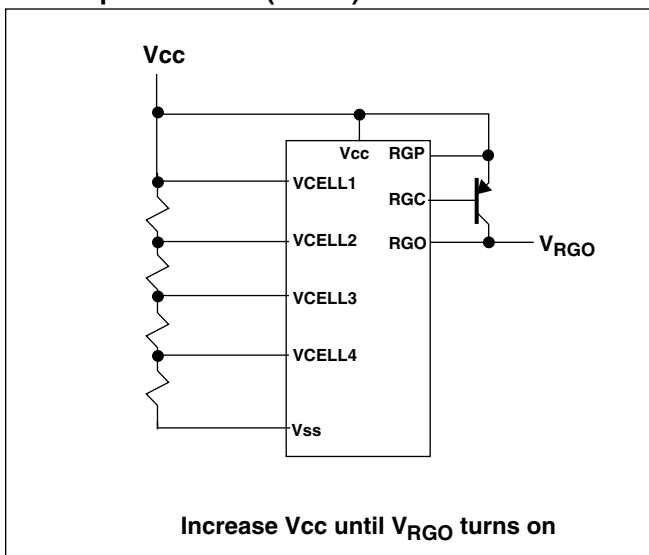 Vcc
Vcc RGP
VCELL1
RGC
VCELL2 RGO VRGO
VCELL3
VCELL4
Vss
Increase Vcc until VRGO turns on